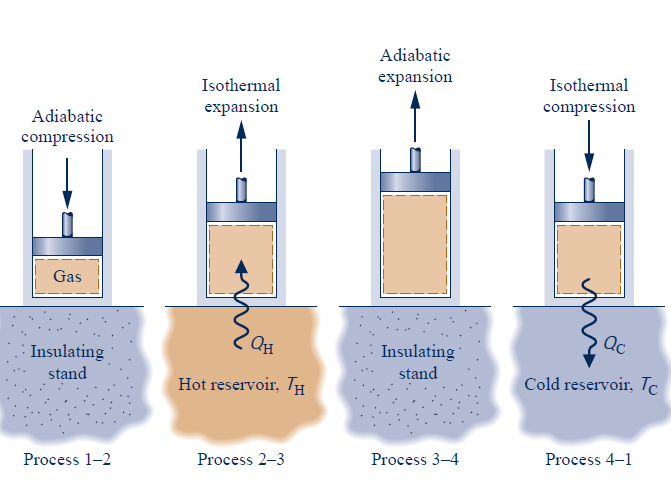 Adiabatic
compression
Gas
Insulating
stand
Process 1–2
Isothermal
expansion
QH
Hot reservoir, TH
Process 2–3
Adiabatic
expansion
Insulating
stand
Process 3–4
Isothermal
compression
QC
Cold reservoir, TC
Process 4–1